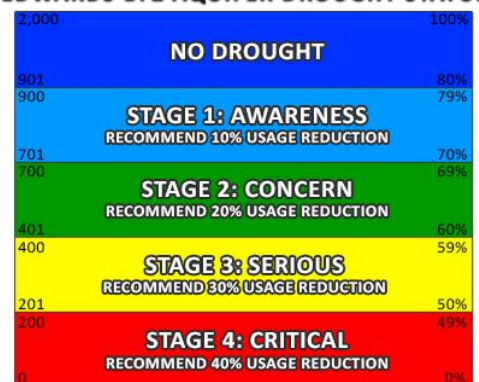 2,000 100%
NO DROUGHT
901 80%
900 79%
STAGE 1: AWARENESS
RECOMMEND 10% USAGE REDUCTION
701 70%
700 69%
STAGE 2: CONCERN
RECOMMEND 20% USAGE REDUCTION
401 60%
400 59%
STAGE 3: SERIOUS
RECOMMEND 30% USAGE REDUCTION
201 50%
200 49%
STAGE 4: CRITICAL
RECOMMEND 40% USAGE REDUCTION
0 0%